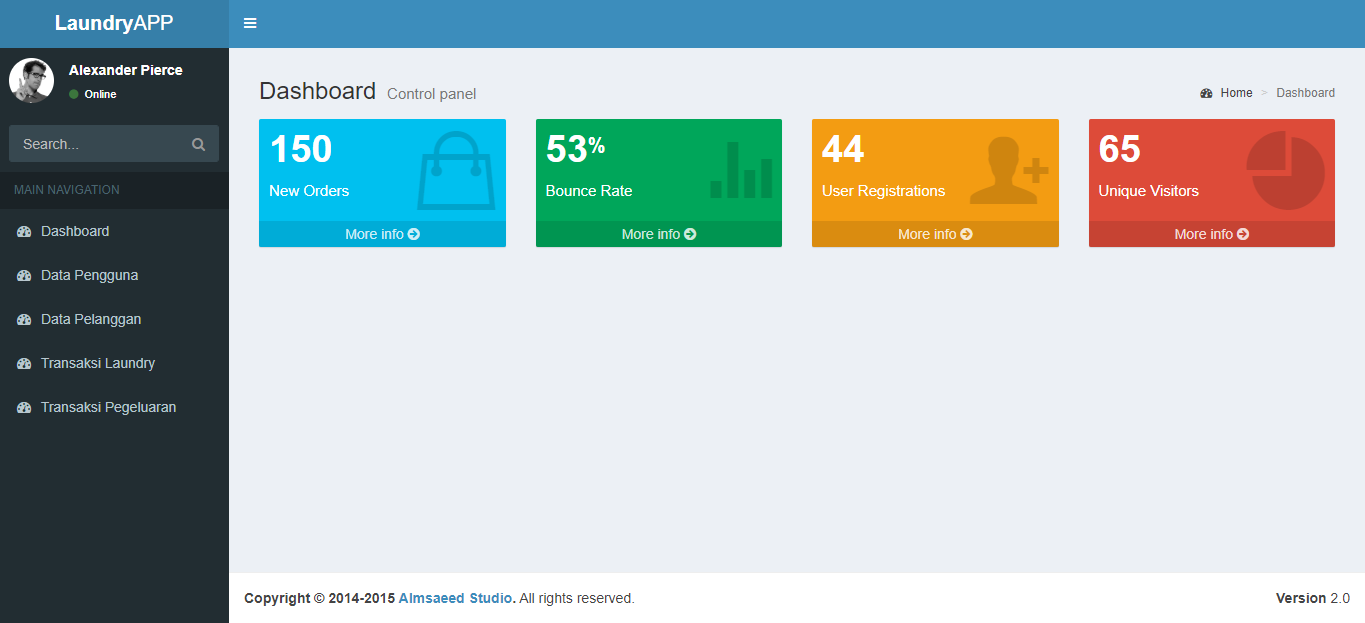 LaundryAPP
Alexander Pierce
Online
Search...
MAIN NAVIGATION
Dashboard
Data Pengguna
Data Pelanggan
Transaksi Laundry
Transaksi Pegeluaran
Dashboard Control panel
Home > Dashboard
150
New Orders
More info
53%
Bounce Rate
More info
44
User Registrations
More info
65
Unique Visitors
More info
Copyright © 2014-2015 Almsaeed Studio. All rights reserved.
Version 2.0